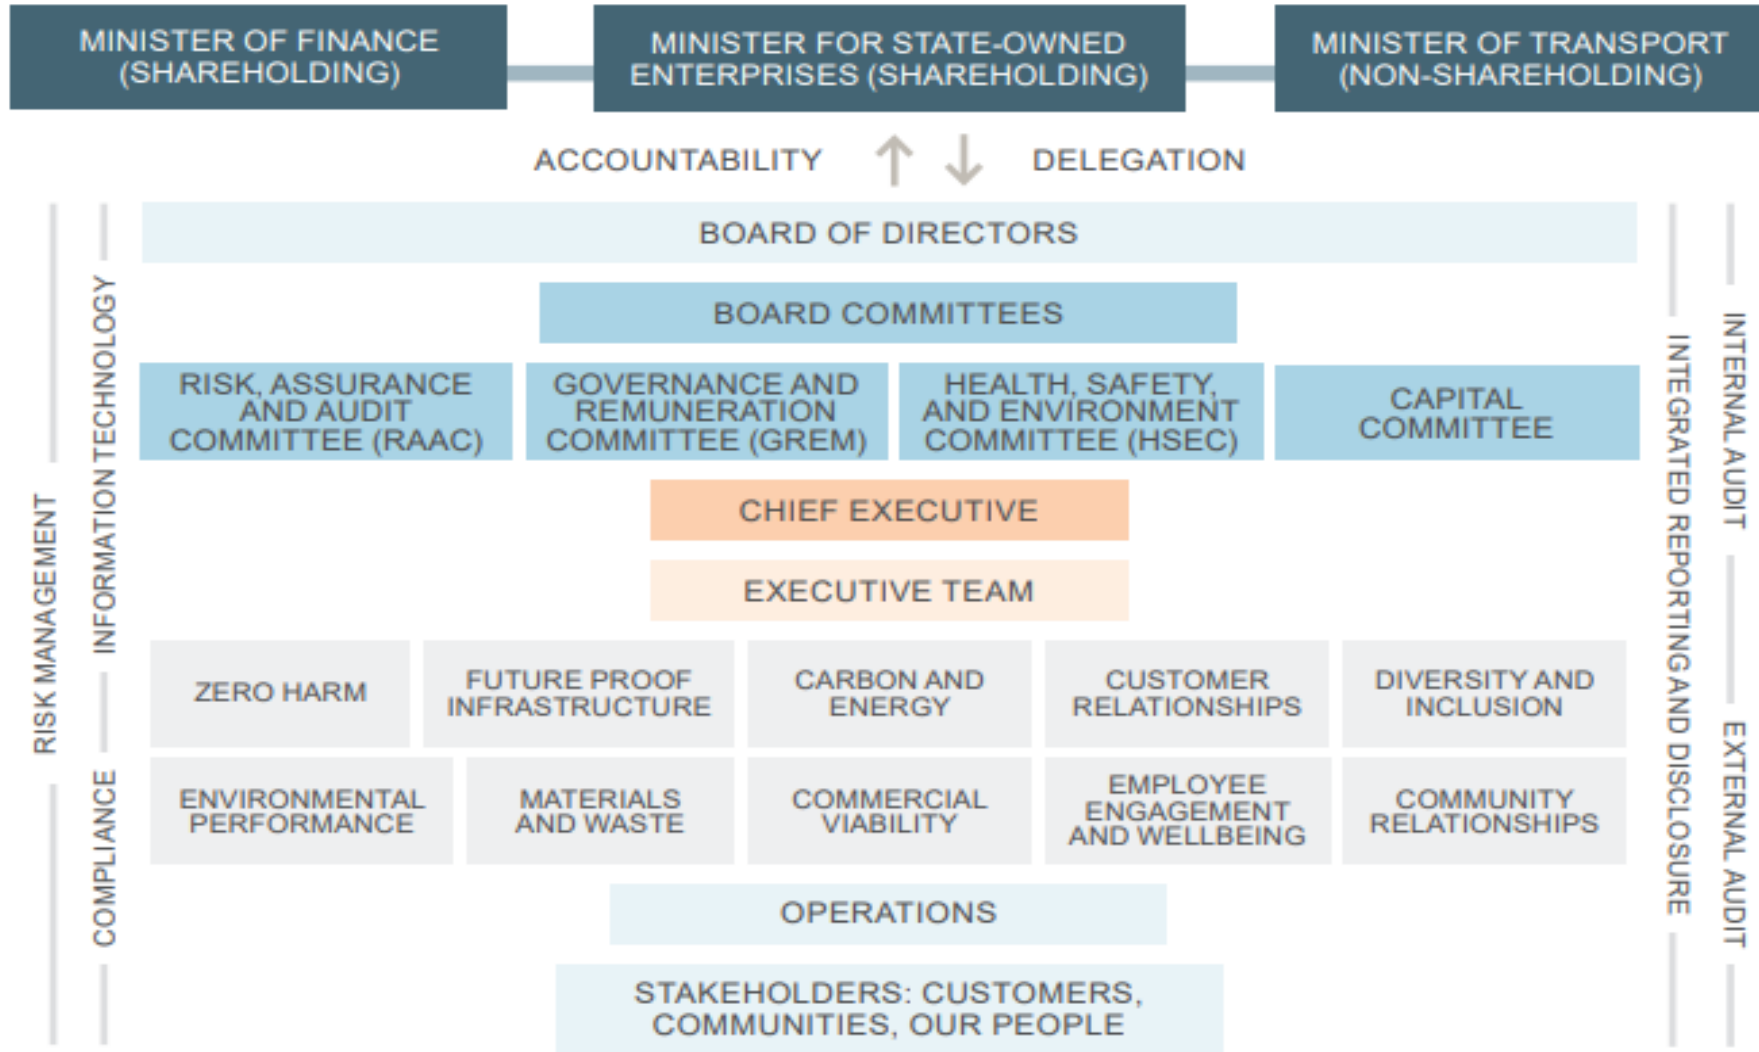 MINISTER OF FINANCE
(SHAREHOLDING)
MINISTER FOR STATE-OWNED
ENTERPRISES (SHAREHOLDING)
MINISTER OF TRANSPORT
(NON-SHAREHOLDING)
ACCOUNTABILITY
DELEGATION
BOARD OF DIRECTORS
BOARD COMMITTEES
RISK, ASSURANCE
AND AUDIT
COMMITTEE (RAAC)
GOVERNANCE AND
REMUNERATION
COMMITTEE (GREM)
HEALTH, SAFETY,
AND ENVIRONMENT
COMMITTEE (HSEC)
CAPITAL
COMMITTEE
CHIEF EXECUTIVE
EXECUTIVE TEAM
ZERO HARM
FUTURE PROOF
INFRASTRUCTURE
CARBON AND
ENERGY
CUSTOMER
RELATIONSHIPS
DIVERSITY AND
INCLUSION
ENVIRONMENTAL
PERFORMANCE
MATERIALS
AND WASTE
COMMERCIAL
VIABILITY
EMPLOYEE
ENGAGEMENT
AND WELLBEING
COMMUNITY
RELATIONSHIPS
OPERATIONS
STAKEHOLDERS: CUSTOMERS,
COMMUNITIES, OUR PEOPLE
RISK MANAGEMENT
INFORMATION TECHNOLOGY
COMPLIANCE
INTEGRATED REPORTING AND DISCLOSURE
INTERNAL AUDIT
EXTERNAL AUDIT